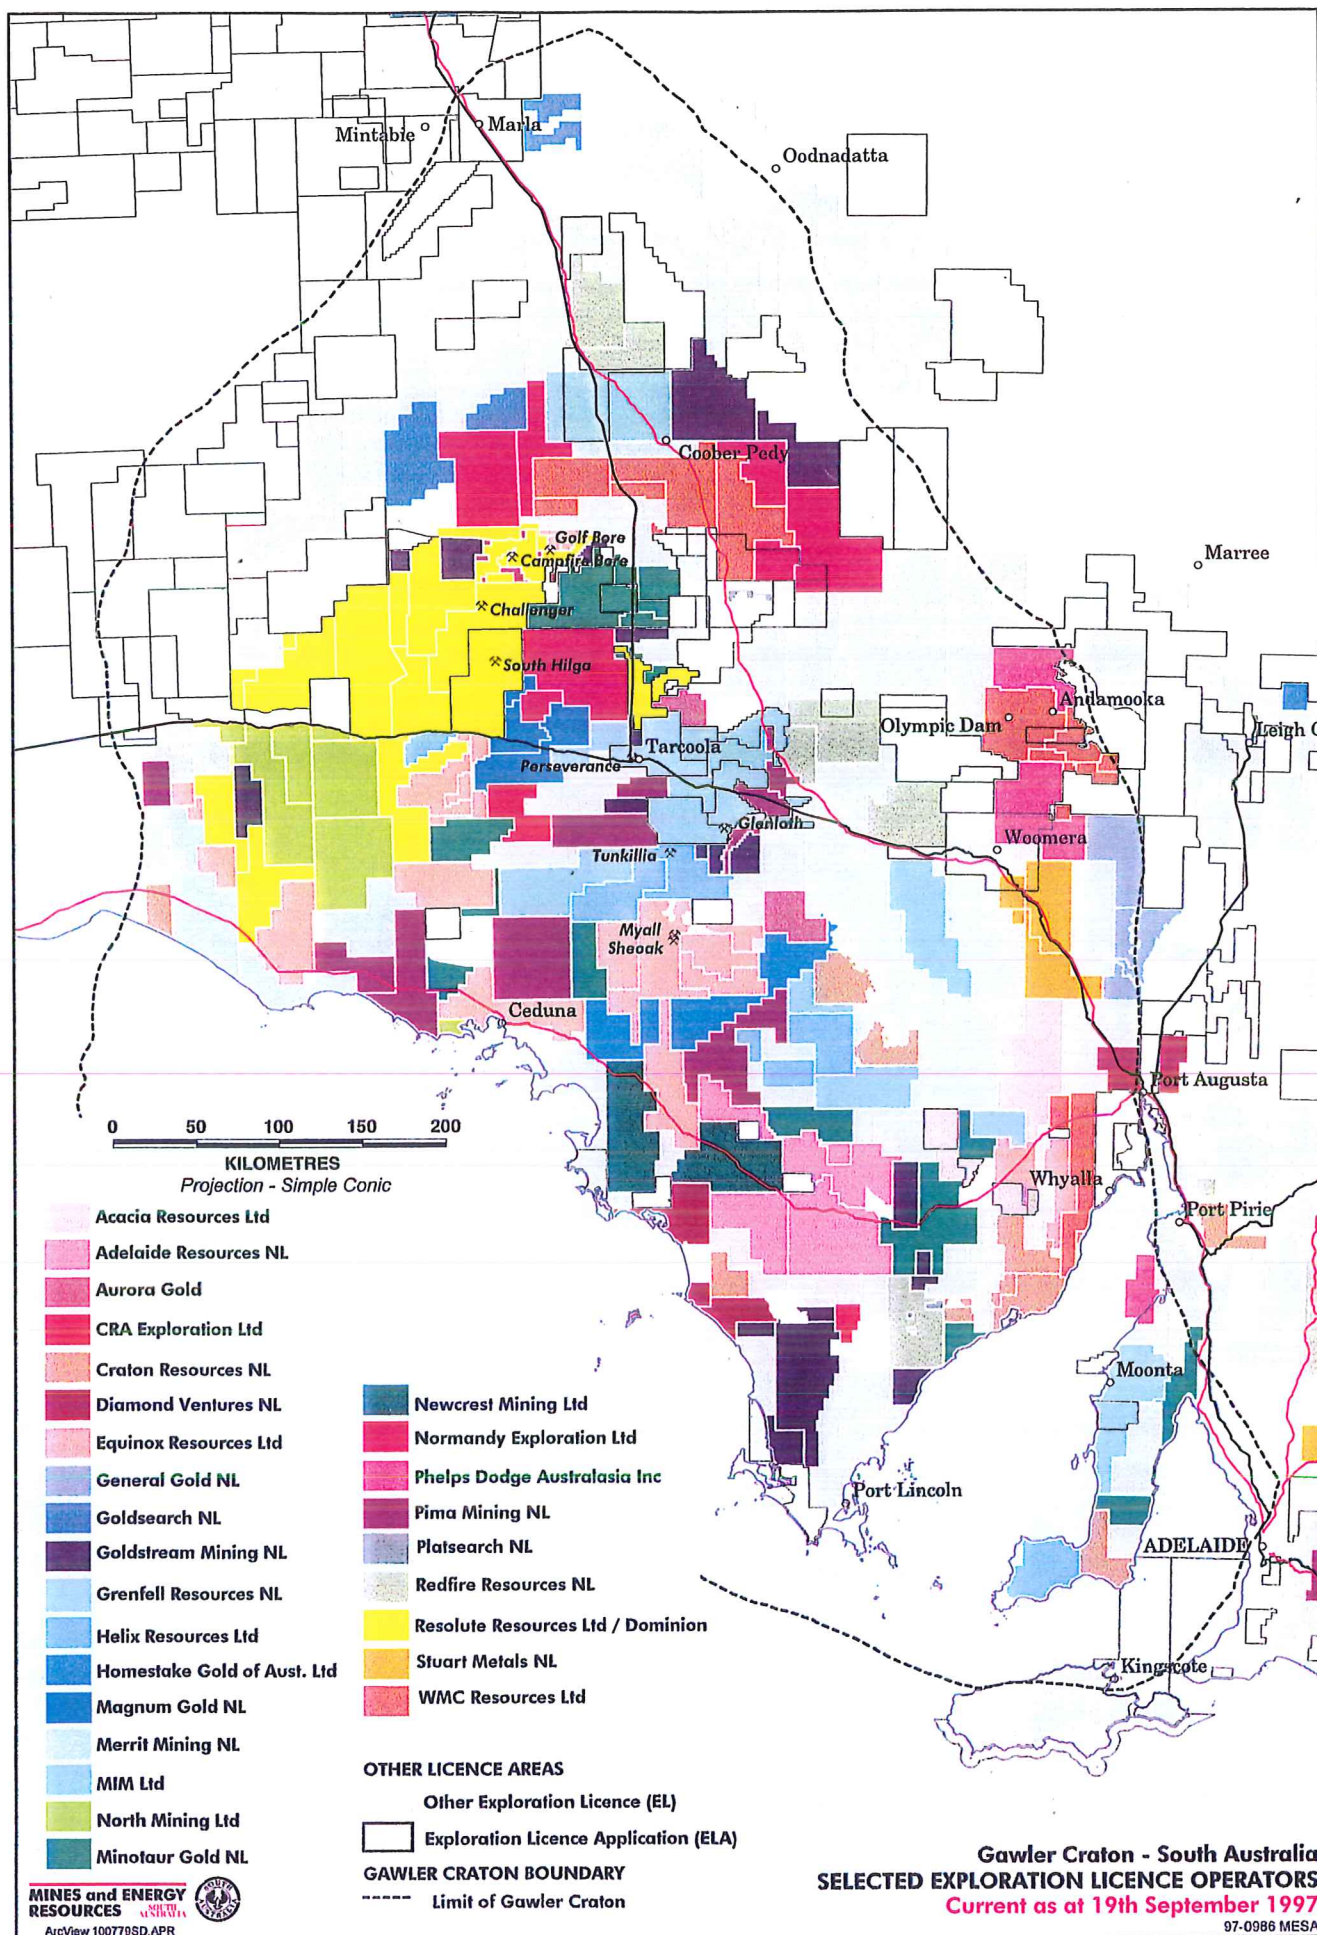 Mintabie
Marla
Oodnadatta
Coober Pedy
Marree
Golf Bore
Campfire Bore
Challenger
South Hilga
Andamooka
Olympic Dam
Leigh C
Tarcoola
Perseverance
Glenloth
Woomera
Tunkillia
Myall
Sheoak
Ceduna
Port Augusta
0 50 100 150 200
KILOMETRES
Projection - Simple Conic
Whyalla
Port Pirie
Moonta
Port Lincoln
ADELAIDE
Kingscote
Acacia Resources Ltd
Adelaide Resources NL
Aurora Gold
CRA Exploration Ltd
Craton Resources NL
Diamond Ventures NL
Equinox Resources Ltd
General Gold NL
Goldsearch NL
Goldstream Mining NL
Grenfell Resources NL
Helix Resources Ltd
Homestake Gold of Aust. Ltd
Magnum Gold NL
Merrit Mining NL
MIM Ltd
North Mining Ltd
Minotaur Gold NL
Newcrest Mining Ltd
Normandy Exploration Ltd
Phelps Dodge Australasia Inc
Pima Mining NL
Platsearch NL
Redfire Resources NL
Resolute Resources Ltd / Dominion
Stuart Metals NL
WMC Resources Ltd
OTHER LICENCE AREAS
Other Exploration Licence (EL)
Exploration Licence Application (ELA)
GAWLER CRATON BOUNDARY
Limit of Gawler Craton
MINES and ENERGY
RESOURCES SOUTH AUSTRALIA
SOUTH AUSTRALIA
ArcView 100779SD.APR
Gawler Craton - South Australia
SELECTED EXPLORATION LICENCE OPERATORS
Current as at 19th September 1997
97-0986 MESA